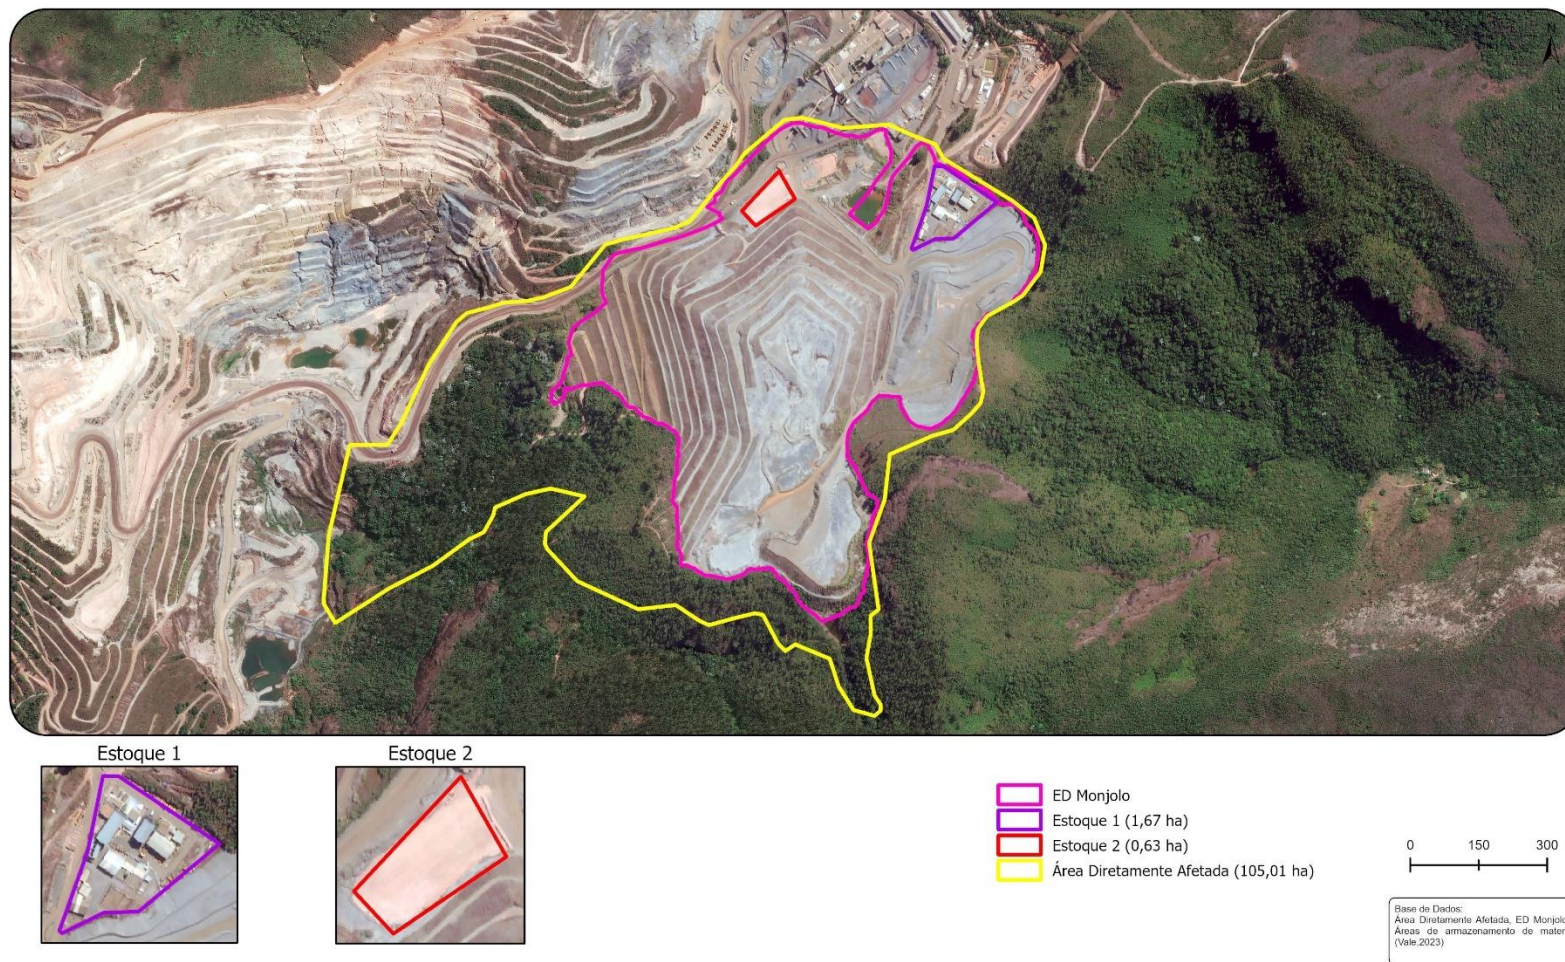 Estoque 1
Estoque 2
ED Monjolo
Estoque 1 (1,67 ha)
Estoque 2 (0,63 ha)
Área Diretamente Afetada (105,01 ha)
0 150 300
Base de Dados:
Área Diretamente Afetada, ED Monjolo
Áreas de armazenamento de mater
(Vale.2023)